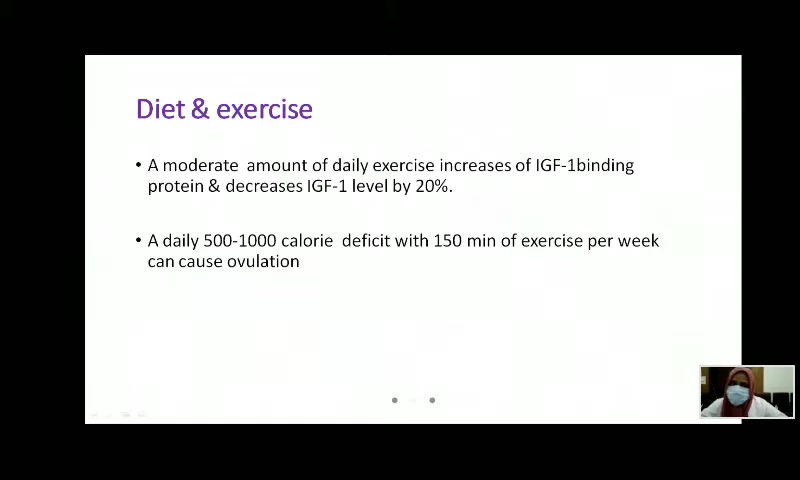 Diet & exercise
• A moderate amount of daily exercise increases of IGF-1binding
protein & decreases IGF-1 level by 20%.
• A daily 500-1000 calorie deficit with 150 min of exercise per week
can cause ovulation